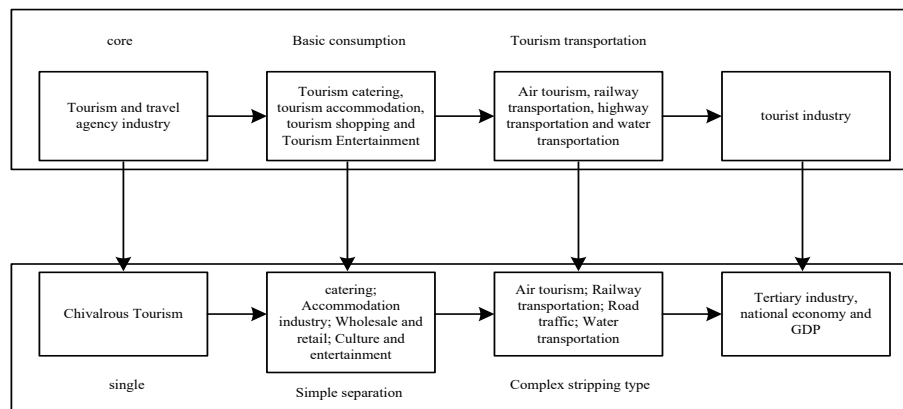 core
Basic consumption
Tourism transportation
Tourism and travel
agency industry
Tourism catering,
tourism accommodation,
tourism shopping and
Tourism Entertainment
Air tourism, railway
transportation, highway
transportation and water
transportation
tourist industry
Chivalrous Tourism
catering;
Accommodation
industry; Wholesale and
retail; Culture and
entertainment
Air tourism; Railway
transportation; Road
traffic; Water
transportation
Tertiary industry,
national economy and
GDP
single
Simple separation
Complex stripping type